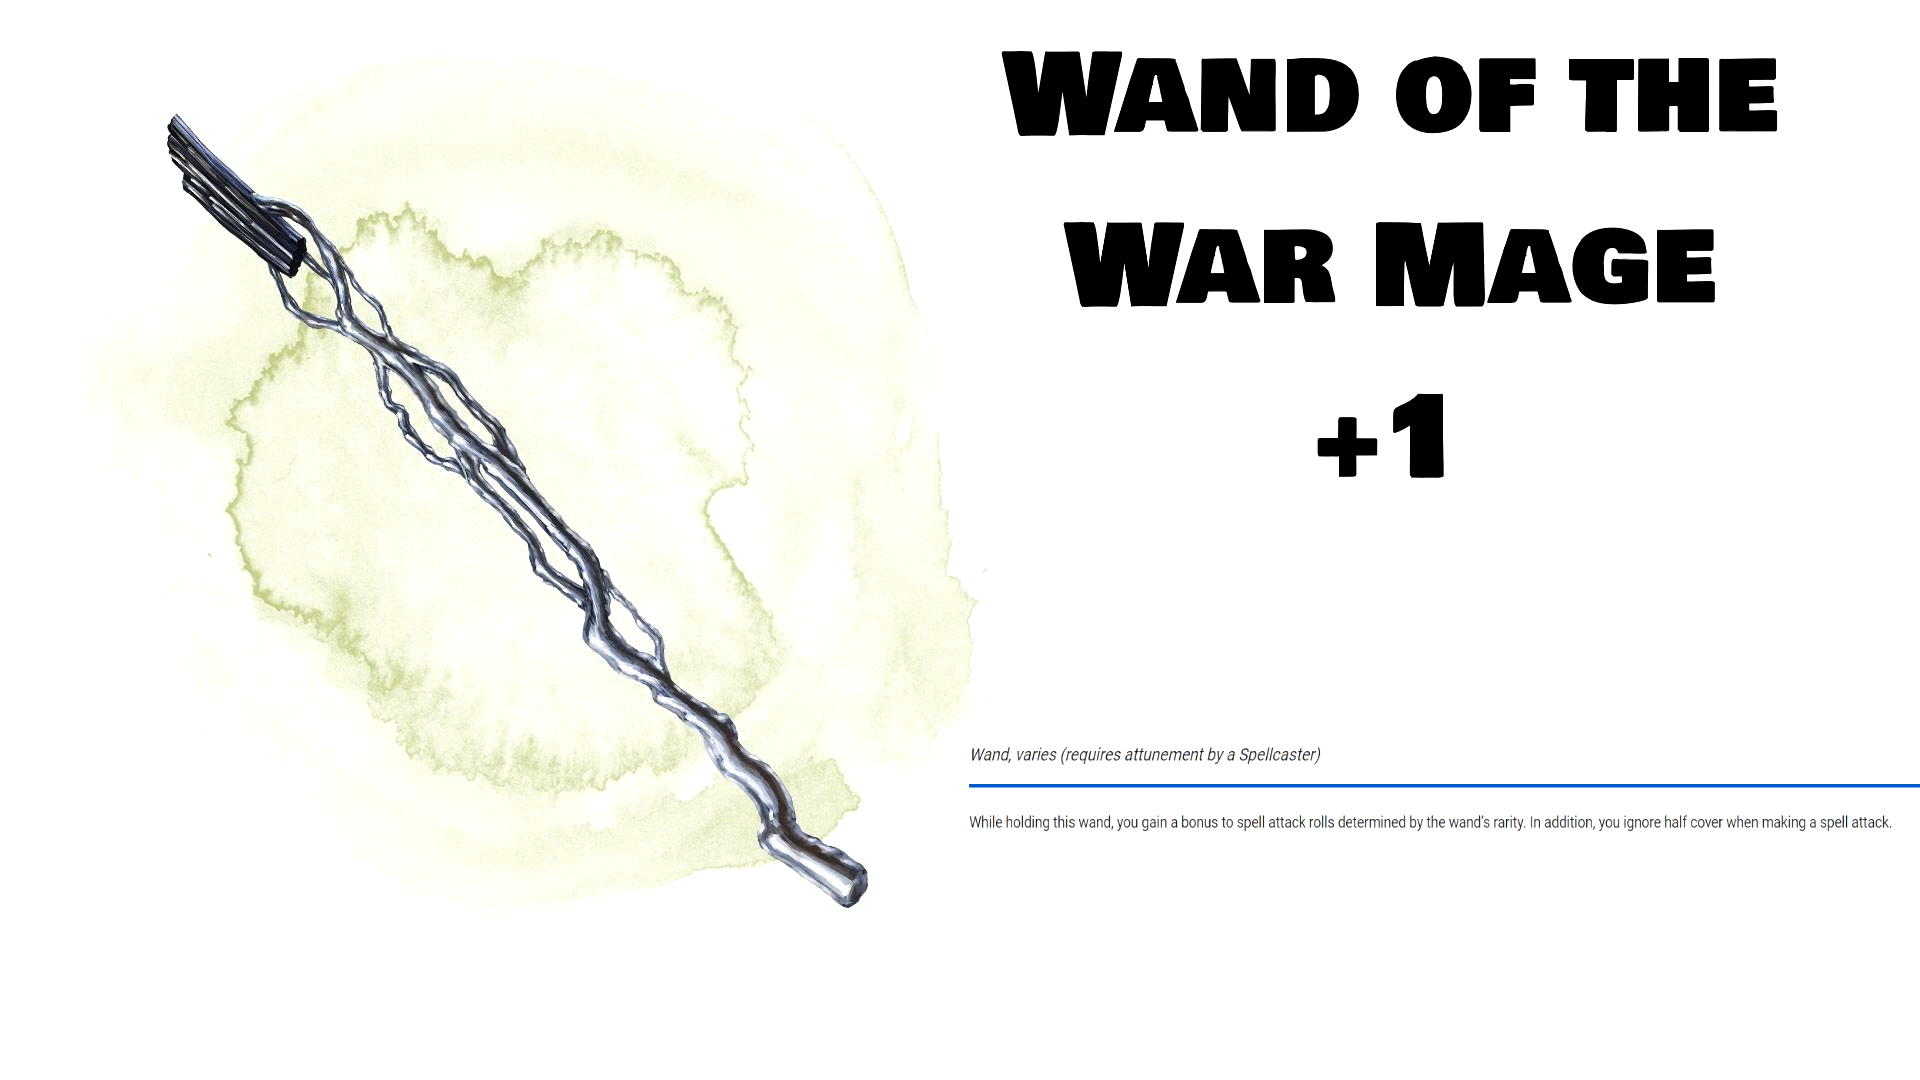 Wand of the
War Mage
+1
Wand, varies (requires attunement by a Spellcaster)
While holding this wand, you gain a bonus to spell attack rolls determined by the wand’s rarity. In addition, you ignore half cover when making a spell attack.